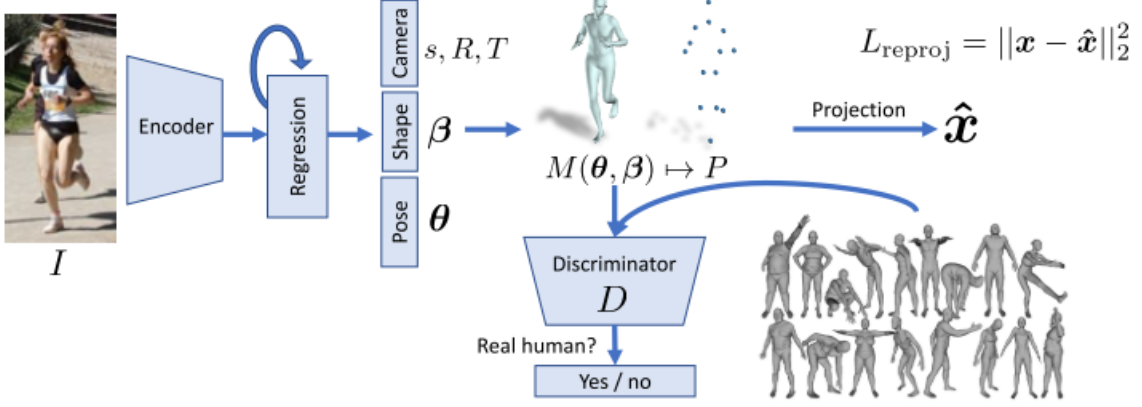 I
Encoder
Regression
Camera
s, R, T
Shape
β
Pose
θ
M(θ, β) ↦ P
L_reproj = ||x − x̂||₂²
Projection
x̂
Discriminator
D
Real human?
Yes / no